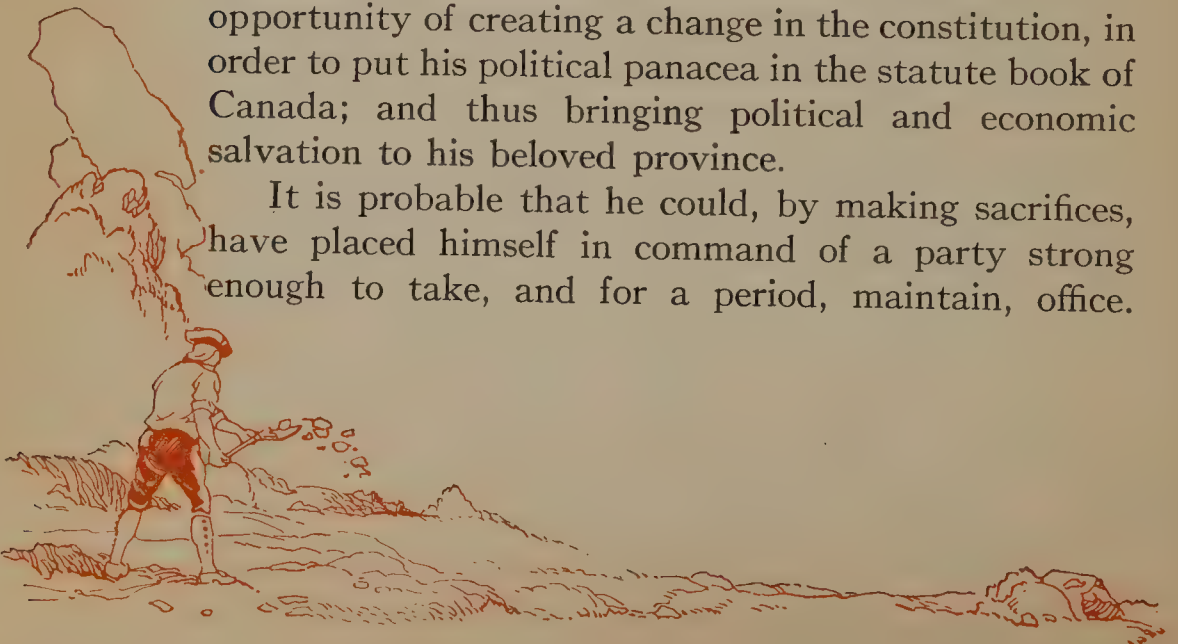 opportunity of creating a change in the constitution, in
order to put his political panacea in the statute book of
Canada; and thus bringing political and economic
salvation to his beloved province.
It is probable that he could, by making sacrifices,
have placed himself in command of a party strong
enough to take, and for a period, maintain, office.